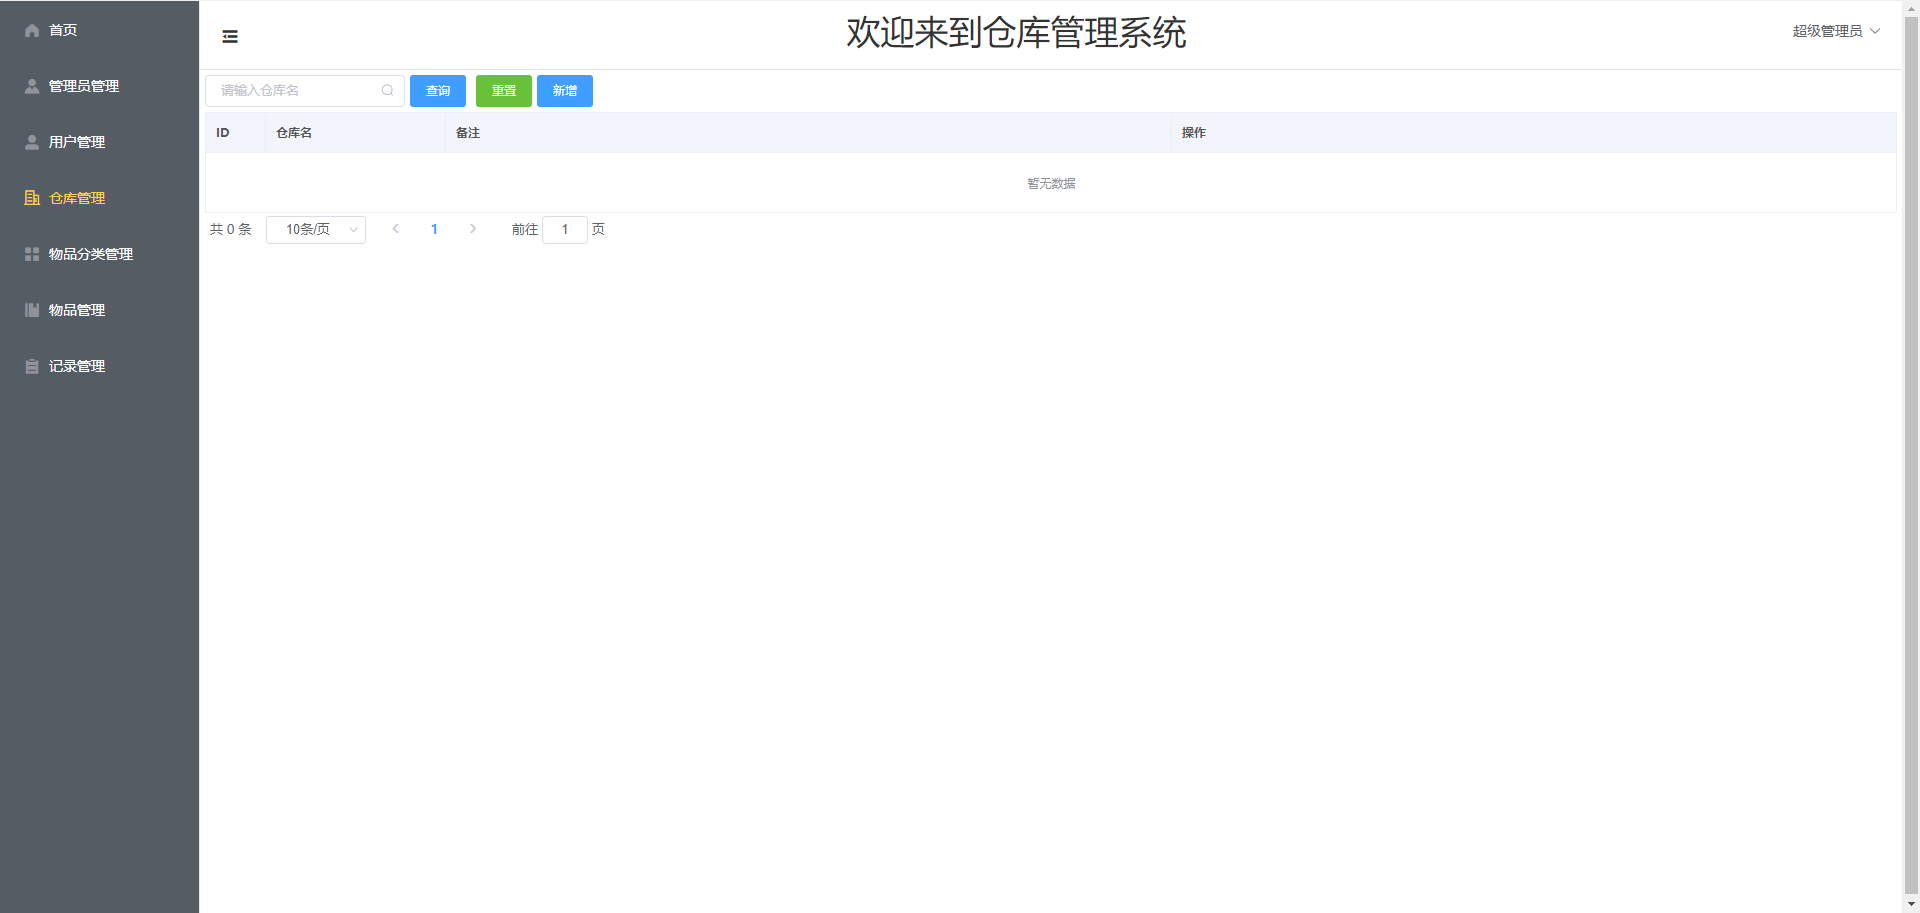 首页
管理员管理
用户管理
仓库管理
物品分类管理
物品管理
记录管理
欢迎来到仓库管理系统
超级管理员
请输入仓库名 查询 重置 新增
ID 仓库名 备注 操作
暂无数据
共 0 条 10条/页 1 前往 1 页